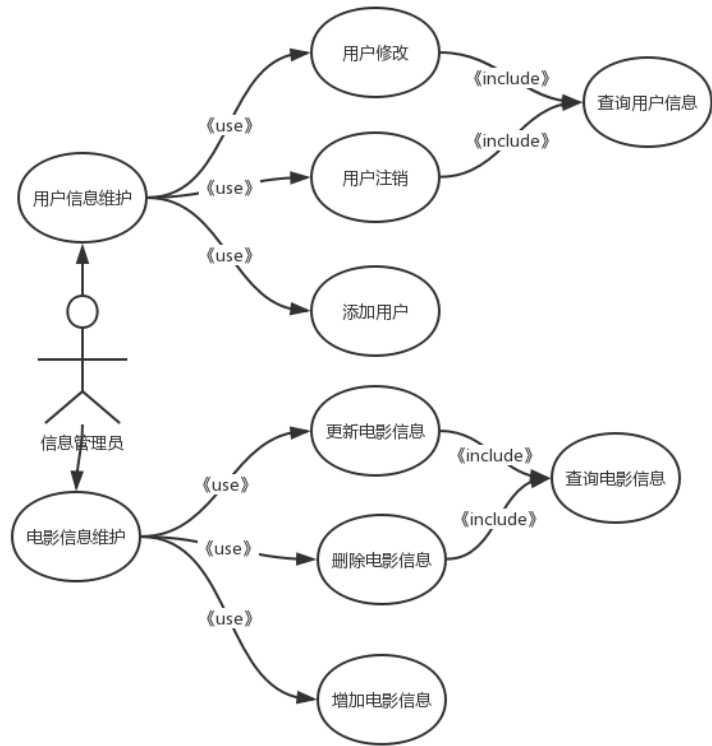 用户修改
《include》
查询用户信息
《use》
《include》
用户注销
《use》
用户信息维护
《use》
添加用户
信息管理员
更新电影信息
《include》
查询电影信息
《use》
《include》
电影信息维护
《use》
删除电影信息
《use》
增加电影信息